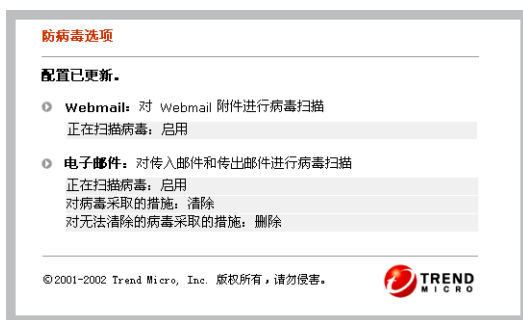 防病毒选项
配置已更新。
Webmail: 对 Webmail 附件进行病毒扫描
正在扫描病毒: 启用
电子邮件: 对传入邮件和传出邮件进行病毒扫描
正在扫描病毒: 启用
对病毒采取的措施: 清除
对无法清除的病毒采取的措施: 删除
©2001-2002 Trend Micro, Inc. 版权所有，请勿侵害。
TREND
MICRO